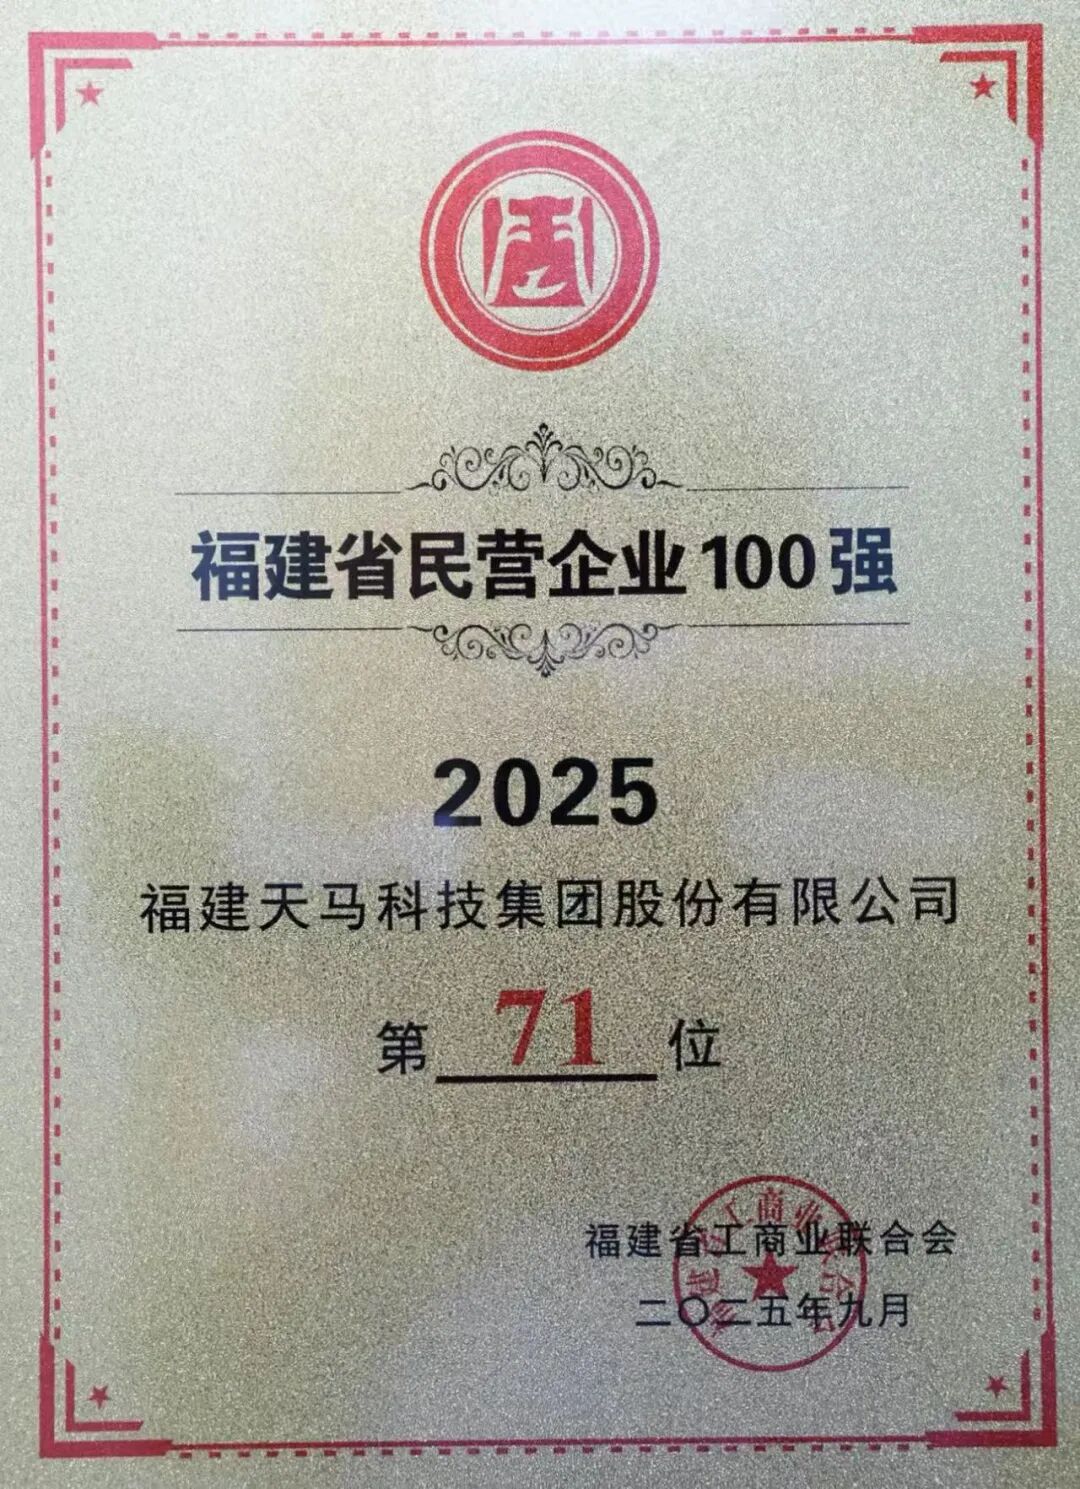 福建省民营企业100强
2025
福建天马科技集团股份有限公司
第 71 位
福建省工商业联合会
二〇二五年九月